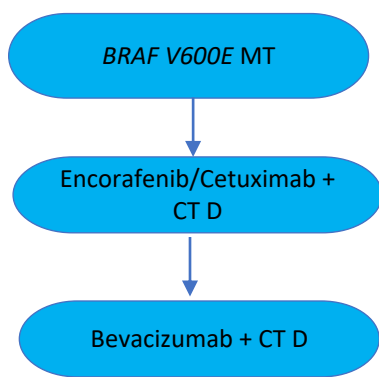 BRAF V600E MT
Encorafenib/Cetuximab +
CT D
Bevacizumab + CT D